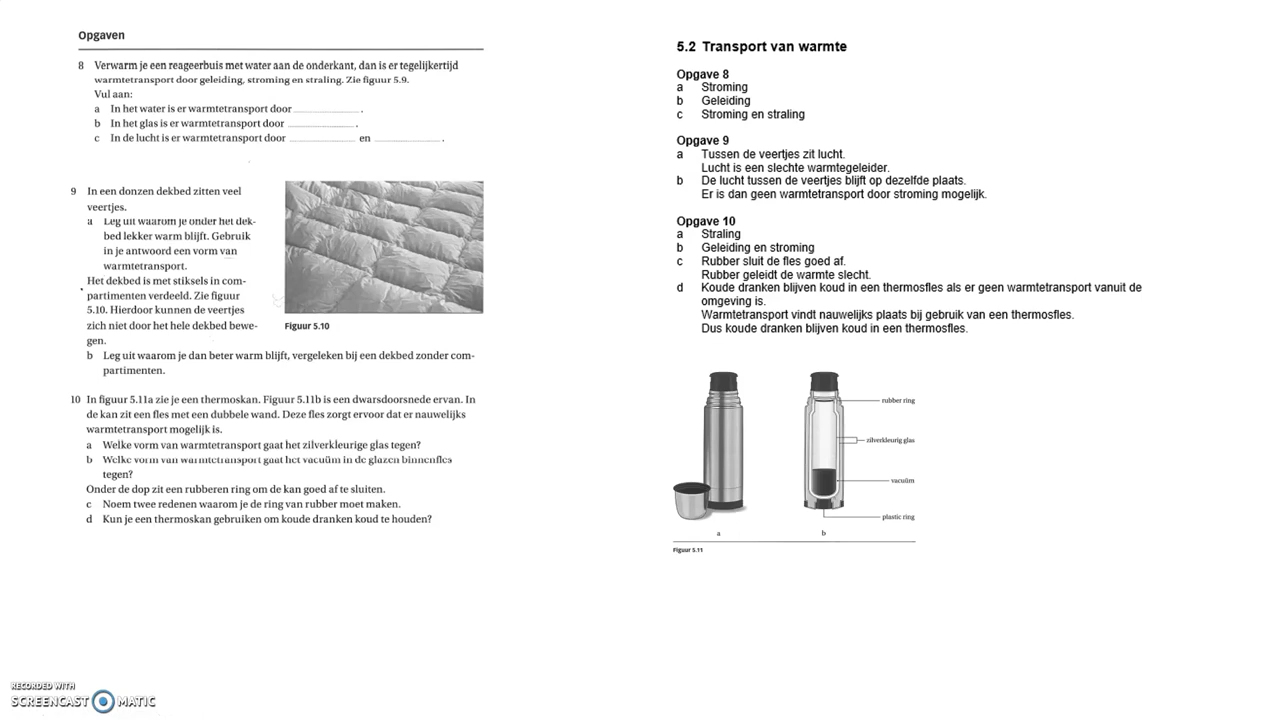 Opgaven
8 Verwarm je een reageerbuis met water aan de onderkant, dan is er tegelijkertijd
warmtetransport door geleiding, stroming en straling. Zie figuur 5.9.
Vul aan:
a In het water is er warmtetransport door .
b In het glas is er warmtetransport door .
c In de lucht is er warmtetransport door en .
9 In een donzen dekbed zitten veel
veertjes.
a Leg uit waarom je onder het dek-
bed lekker warm blijft. Gebruik
in je antwoord een vorm van
warmtetransport.
Het dekbed is met stiksels in com-
partimenten verdeeld. Zie figuur
5.10. Hierdoor kunnen de veertjes
zich niet door het hele dekbed bewe-
gen.
Figuur 5.10
b Leg uit waarom je dan beter warm blijft, vergeleken bij een dekbed zonder com-
partimenten.
10 In figuur 5.11a zie je een thermoskan. Figuur 5.11b is een dwarsdoorsnede ervan. In
de kan zit een fles met een dubbele wand. Deze fles zorgt ervoor dat er nauwelijks
warmtetransport mogelijk is.
a Welke vorm van warmtetransport gaat het zilverkleurige glas tegen?
b Welke vorm van warmtetransport gaat het vacuüm in de glazen binnenfles
tegen?
Onder de dop zit een rubberen ring om de kan goed af te sluiten.
c Noem twee redenen waarom je de ring van rubber moet maken.
d Kun je een thermoskan gebruiken om koude dranken koud te houden?
5.2 Transport van warmte
Opgave 8
a Stroming
b Geleiding
c Stroming en straling
Opgave 9
a Tussen de veertjes zit lucht.
Lucht is een slechte warmtegeleider.
b De lucht tussen de veertjes blijft op dezelfde plaats.
Er is dan geen warmtetransport door stroming mogelijk.
Opgave 10
a Straling
b Geleiding en stroming
c Rubber sluit de fles goed af.
Rubber geleidt de warmte slecht.
d Koude dranken blijven koud in een thermosfles als er geen warmtetransport vanuit de
omgeving is.
Warmtetransport vindt nauwelijks plaats bij gebruik van een thermosfles.
Dus koude dranken blijven koud in een thermosfles.
rubber ring
zilverkleurig glas
vacuüm
plastic ring
a b
Figuur 5.11
RECORDED WITH
SCREENCAST MATIC